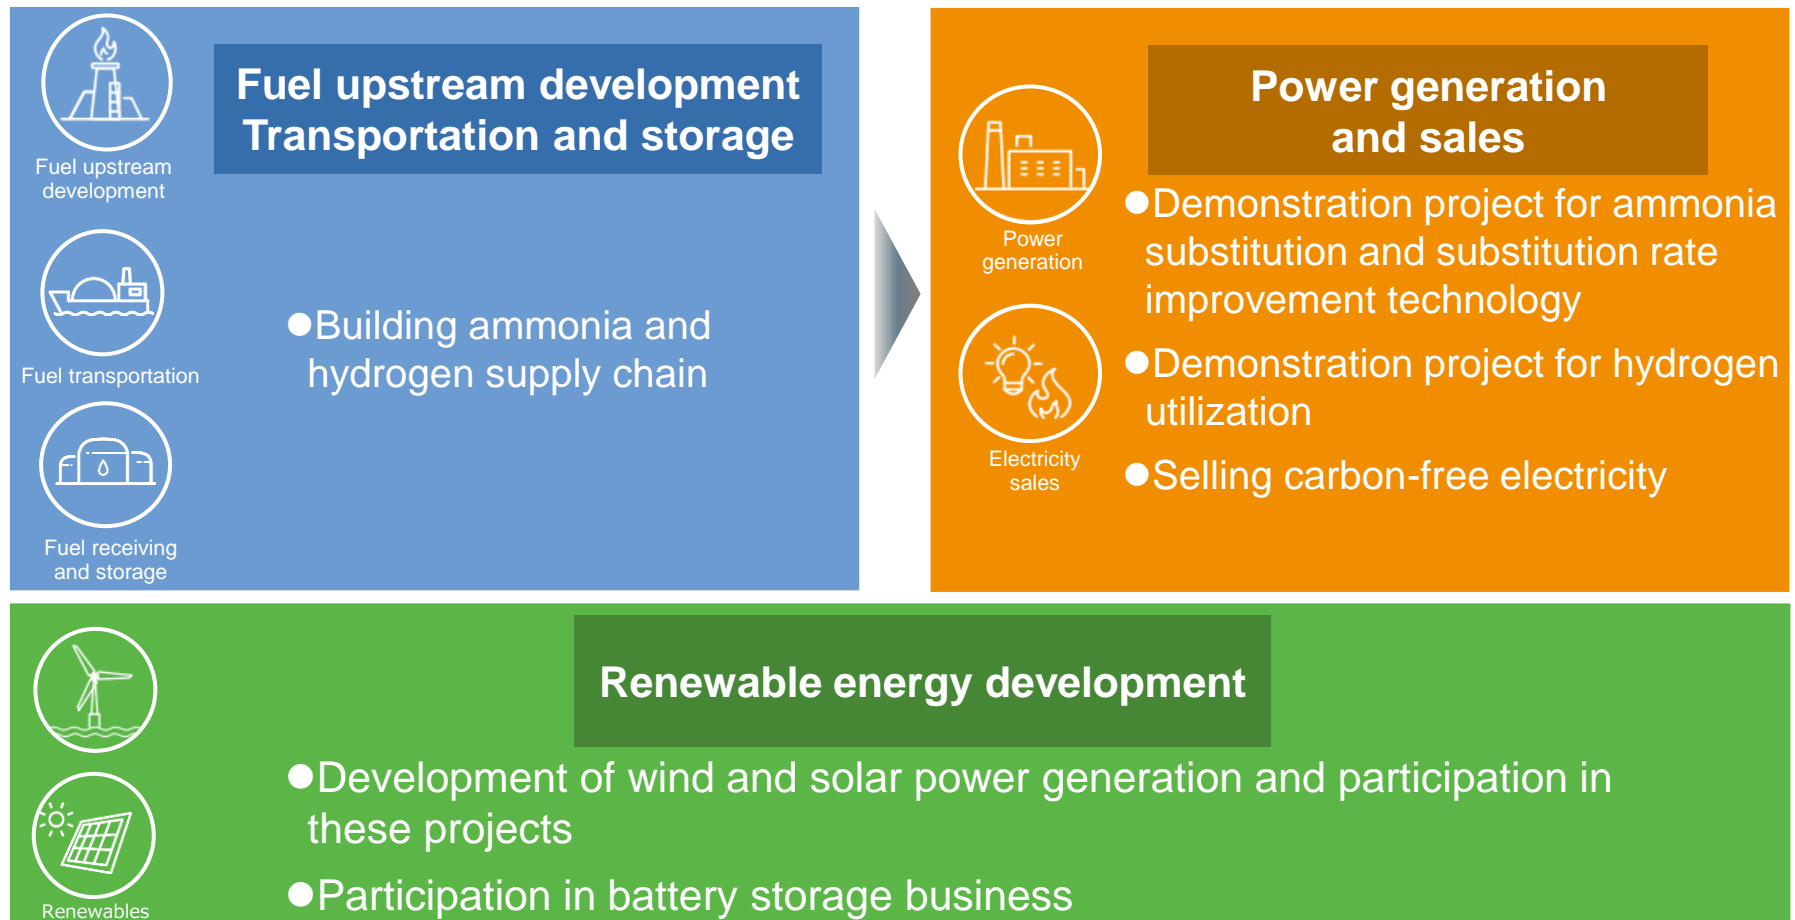 Fuel upstream development
Transportation and storage
Fuel upstream
development
Fuel transportation
Fuel receiving
and storage
●Building ammonia and
hydrogen supply chain
Power generation
and sales
Power
generation
Electricity
sales
●Demonstration project for ammonia
substitution and substitution rate
improvement technology
●Demonstration project for hydrogen
utilization
●Selling carbon-free electricity
Renewable energy development
Renewables
●Development of wind and solar power generation and participation in
these projects
●Participation in battery storage business